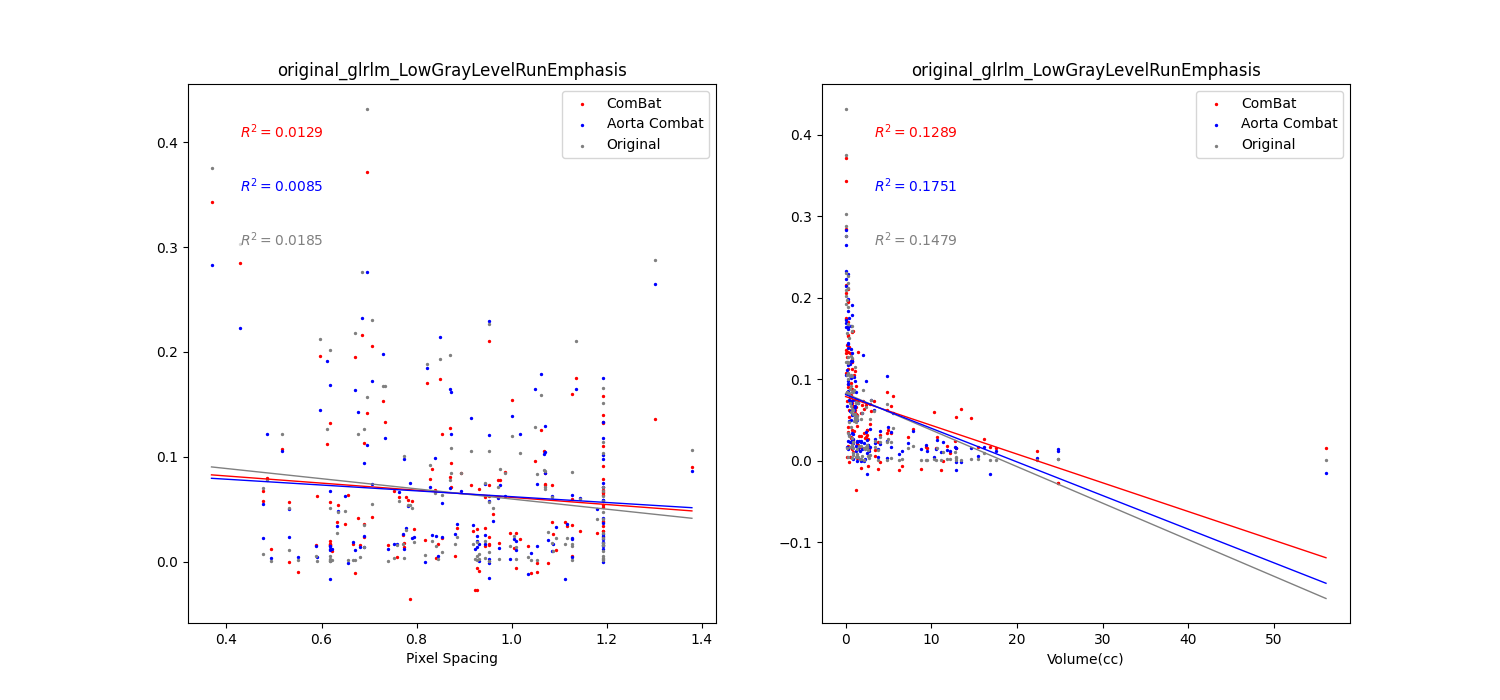 original_glrlm_LowGrayLevelRunEmphasis
ComBat
Aorta Combat
Original
R² = 0.0129
R² = 0.0085
R² = 0.0185
0.4
0.3
0.2
0.1
0.0
0.4 0.6 0.8 1.0 1.2 1.4
Pixel Spacing
original_glrlm_LowGrayLevelRunEmphasis
ComBat
Aorta Combat
Original
R² = 0.1289
R² = 0.1751
R² = 0.1479
0.4
0.3
0.2
0.1
0.0
−0.1
0 10 20 30 40 50
Volume(cc)